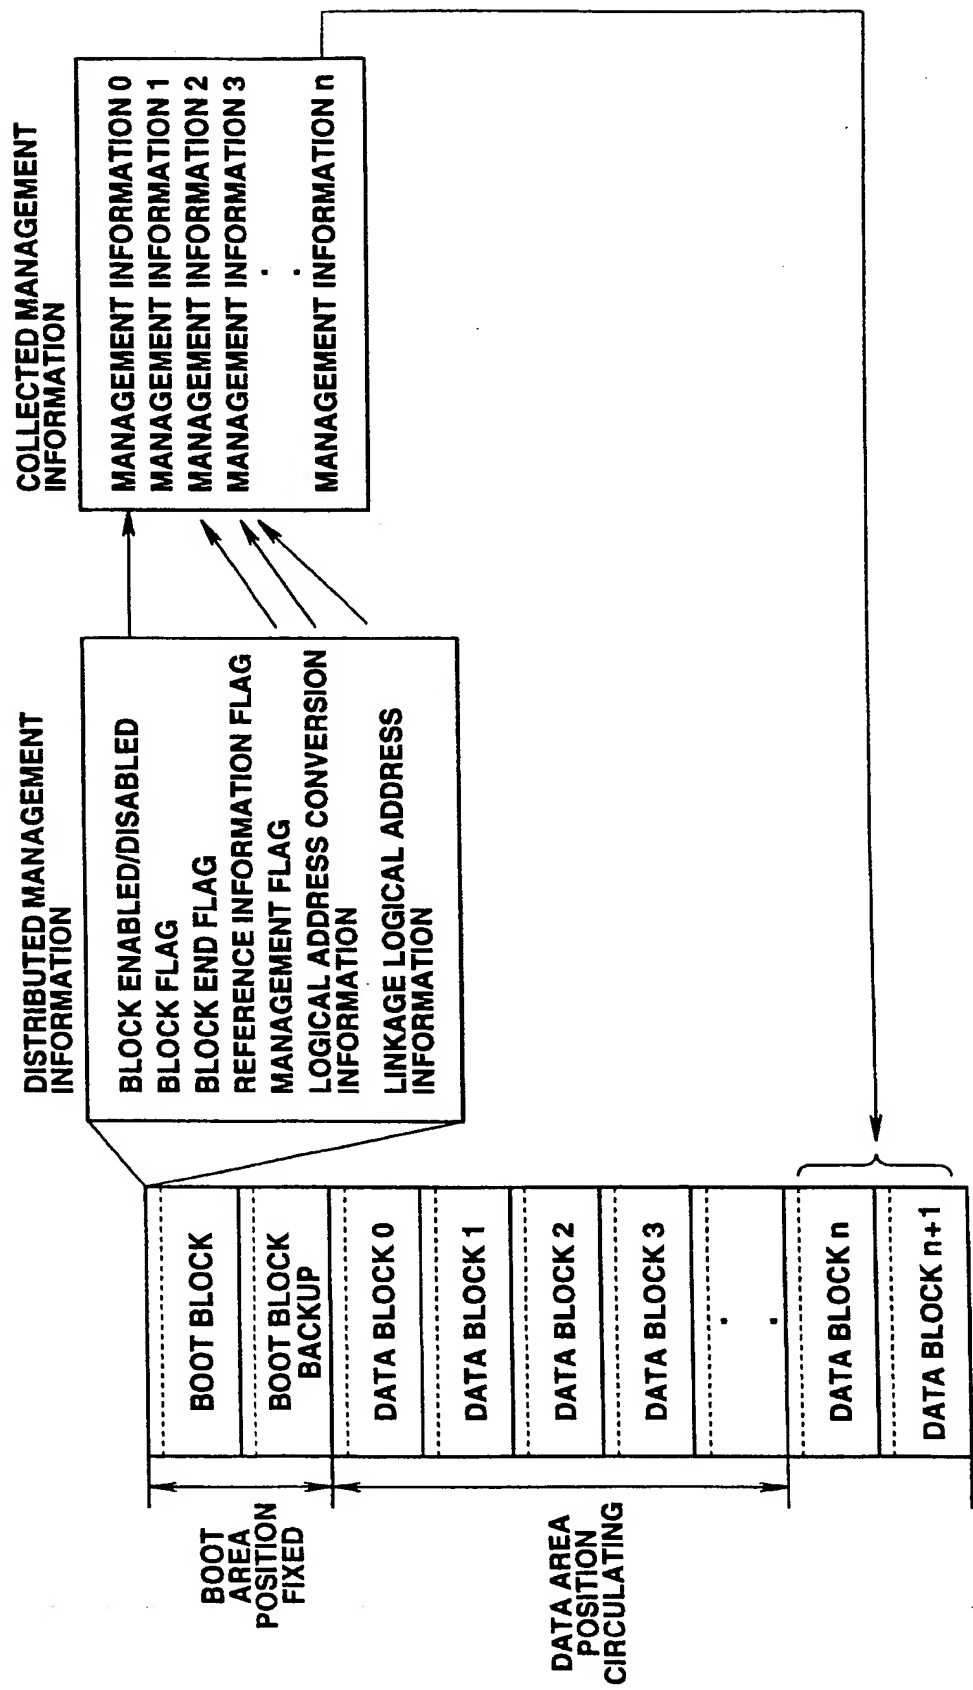 BOOT
AREA
POSITION
FIXED
DATA AREA
POSITION
CIRCULATING
BOOT BLOCK
BOOT BLOCK
BACKUP
DATA BLOCK 0
DATA BLOCK 1
DATA BLOCK 2
DATA BLOCK 3
DATA BLOCK n
DATA BLOCK n+1
DISTRIBUTED MANAGEMENT
INFORMATION
BLOCK ENABLED/DISABLED
BLOCK FLAG
BLOCK END FLAG
REFERENCE INFORMATION FLAG
MANAGEMENT FLAG
LOGICAL ADDRESS CONVERSION
INFORMATION
LINKAGE LOGICAL ADDRESS
INFORMATION
COLLECTED MANAGEMENT
INFORMATION
MANAGEMENT INFORMATION 0
MANAGEMENT INFORMATION 1
MANAGEMENT INFORMATION 2
MANAGEMENT INFORMATION 3
MANAGEMENT INFORMATION n